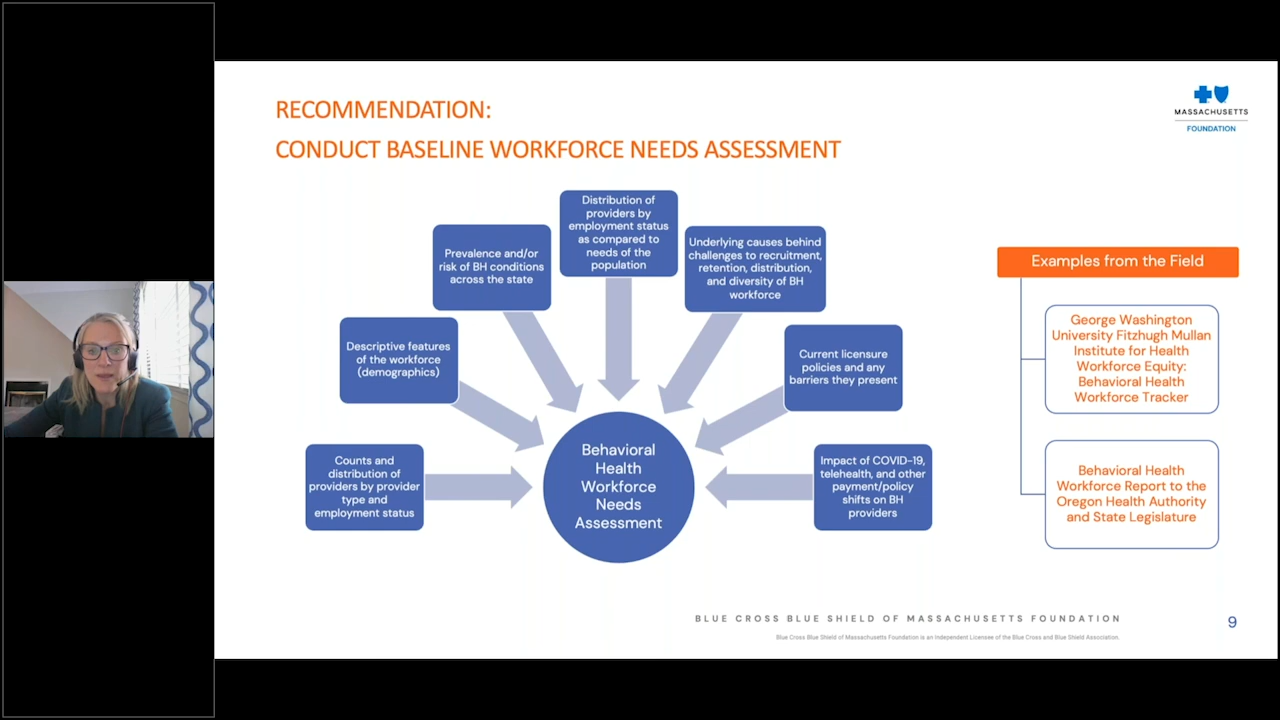 RECOMMENDATION:
CONDUCT BASELINE WORKFORCE NEEDS ASSESSMENT
MASSACHUSETTS
FOUNDATION
Counts and
distribution of
providers by provider
type and
employment status
Descriptive features
of the workforce
(demographics)
Prevalence and/or
risk of BH conditions
across the state
Distribution of
providers by
employment status
as compared to
needs of the
population
Underlying causes behind
challenges to recruitment,
retention, distribution,
and diversity of BH
workforce
Current licensure
policies and any
barriers they present
Impact of COVID-19,
telehealth, and other
payment/policy
shifts on BH
providers
Behavioral
Health
Workforce
Needs
Assessment
Examples from the Field
George Washington
University Fitzhugh Mullan
Institute for Health
Workforce Equity:
Behavioral Health
Workforce Tracker
Behavioral Health
Workforce Report to the
Oregon Health Authority
and State Legislature
BLUE CROSS BLUE SHIELD OF MASSACHUSETTS FOUNDATION
9
Blue Cross Blue Shield of Massachusetts Foundation is an Independent Licensee of the Blue Cross and Blue Shield Association.